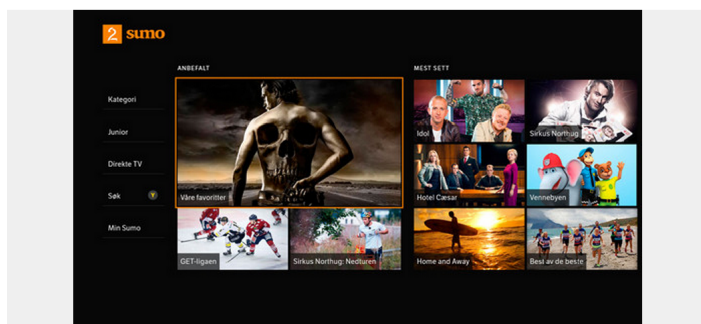 2 sumo
ANBEFALT
MEST SETT
Kategori
Junior
Direkte TV
Søk
Y
Min Sumo
Våre favoritter
GET-ligaen
Sirkus Northug: Nedturen
Idol
Sirkus Northug
Hotel Cæsar
Vennebyen
Home and Away
Best av de beste